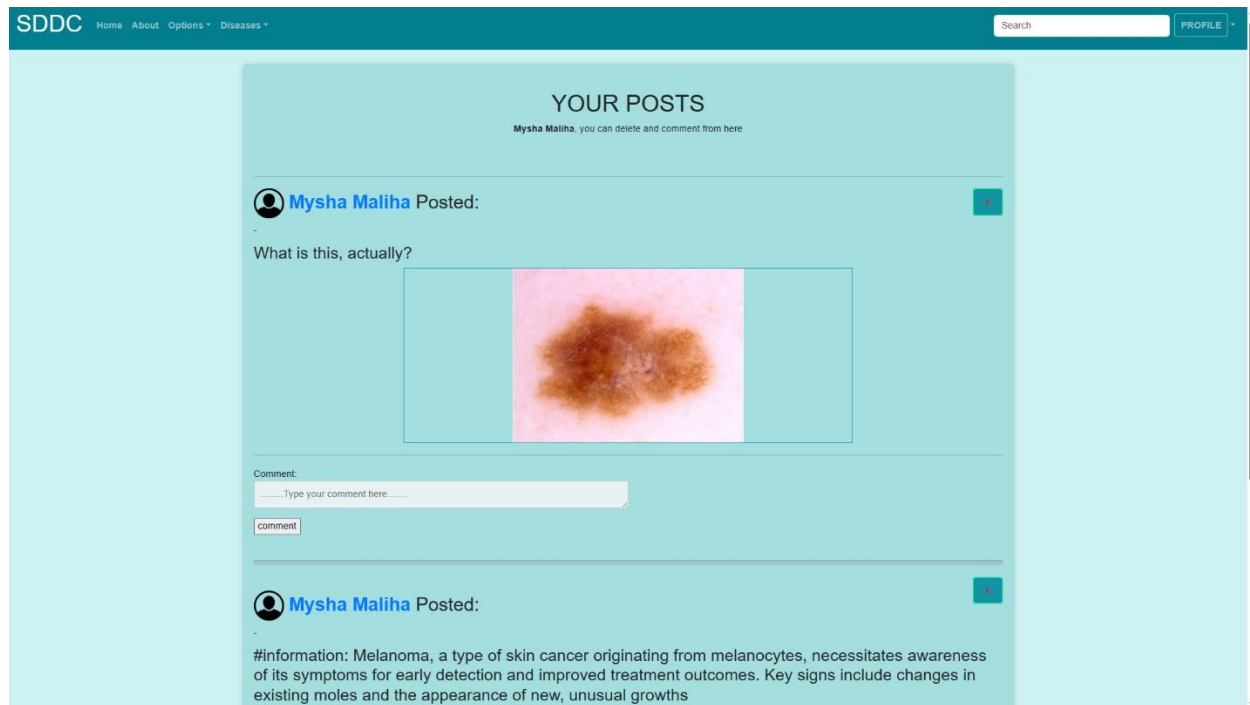 SDDC Home About Options Diseases Search PROFILE
YOUR POSTS
Mysha Maliha, you can delete and comment from here
Mysha Maliha Posted: x
-
What is this, actually?
Comment:
.........Type your comment here........
comment
Mysha Maliha Posted: x
-
#information: Melanoma, a type of skin cancer originating from melanocytes, necessitates awareness
of its symptoms for early detection and improved treatment outcomes. Key signs include changes in
existing moles and the appearance of new, unusual growths